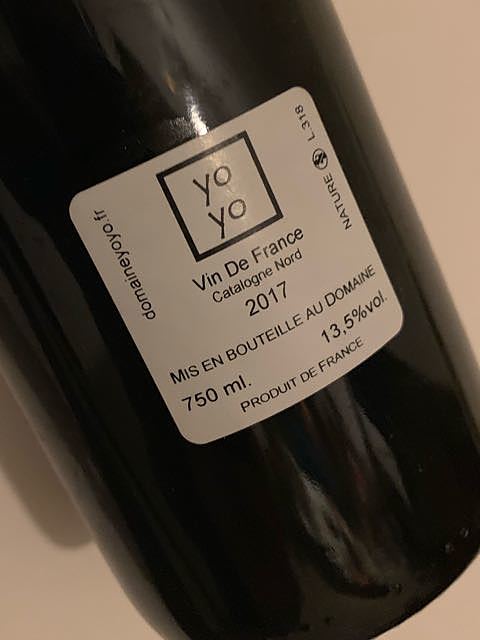 yo
yo
Vin De France
Catalogne Nord
2017
MIS EN BOUTEILLE AU DOMAINE
750 ml.
13,5%vol.
PRODUIT DE FRANCE
domaineyoyo.fr
NATURE L.318